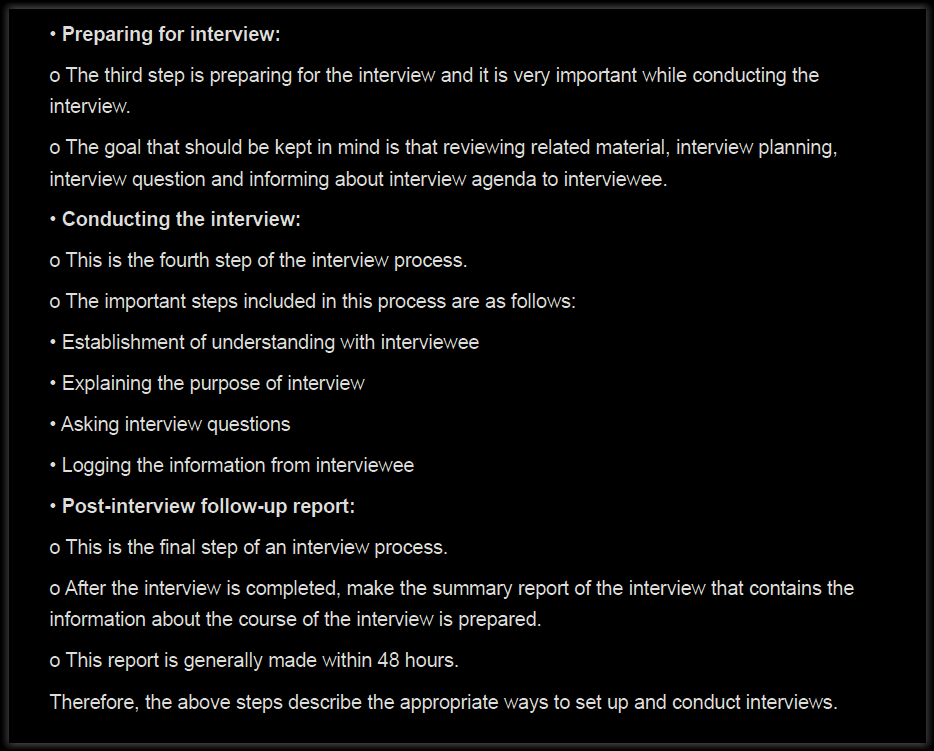 • Preparing for interview:
o The third step is preparing for the interview and it is very important while conducting the
interview.
o The goal that should be kept in mind is that reviewing related material, interview planning,
interview question and informing about interview agenda to interviewee.
• Conducting the interview:
o This is the fourth step of the interview process.
o The important steps included in this process are as follows:
• Establishment of understanding with interviewee
• Explaining the purpose of interview
• Asking interview questions
• Logging the information from interviewee
• Post-interview follow-up report:
o This is the final step of an interview process.
o After the interview is completed, make the summary report of the interview that contains the
information about the course of the interview is prepared.
o This report is generally made within 48 hours.
Therefore, the above steps describe the appropriate ways to set up and conduct interviews.